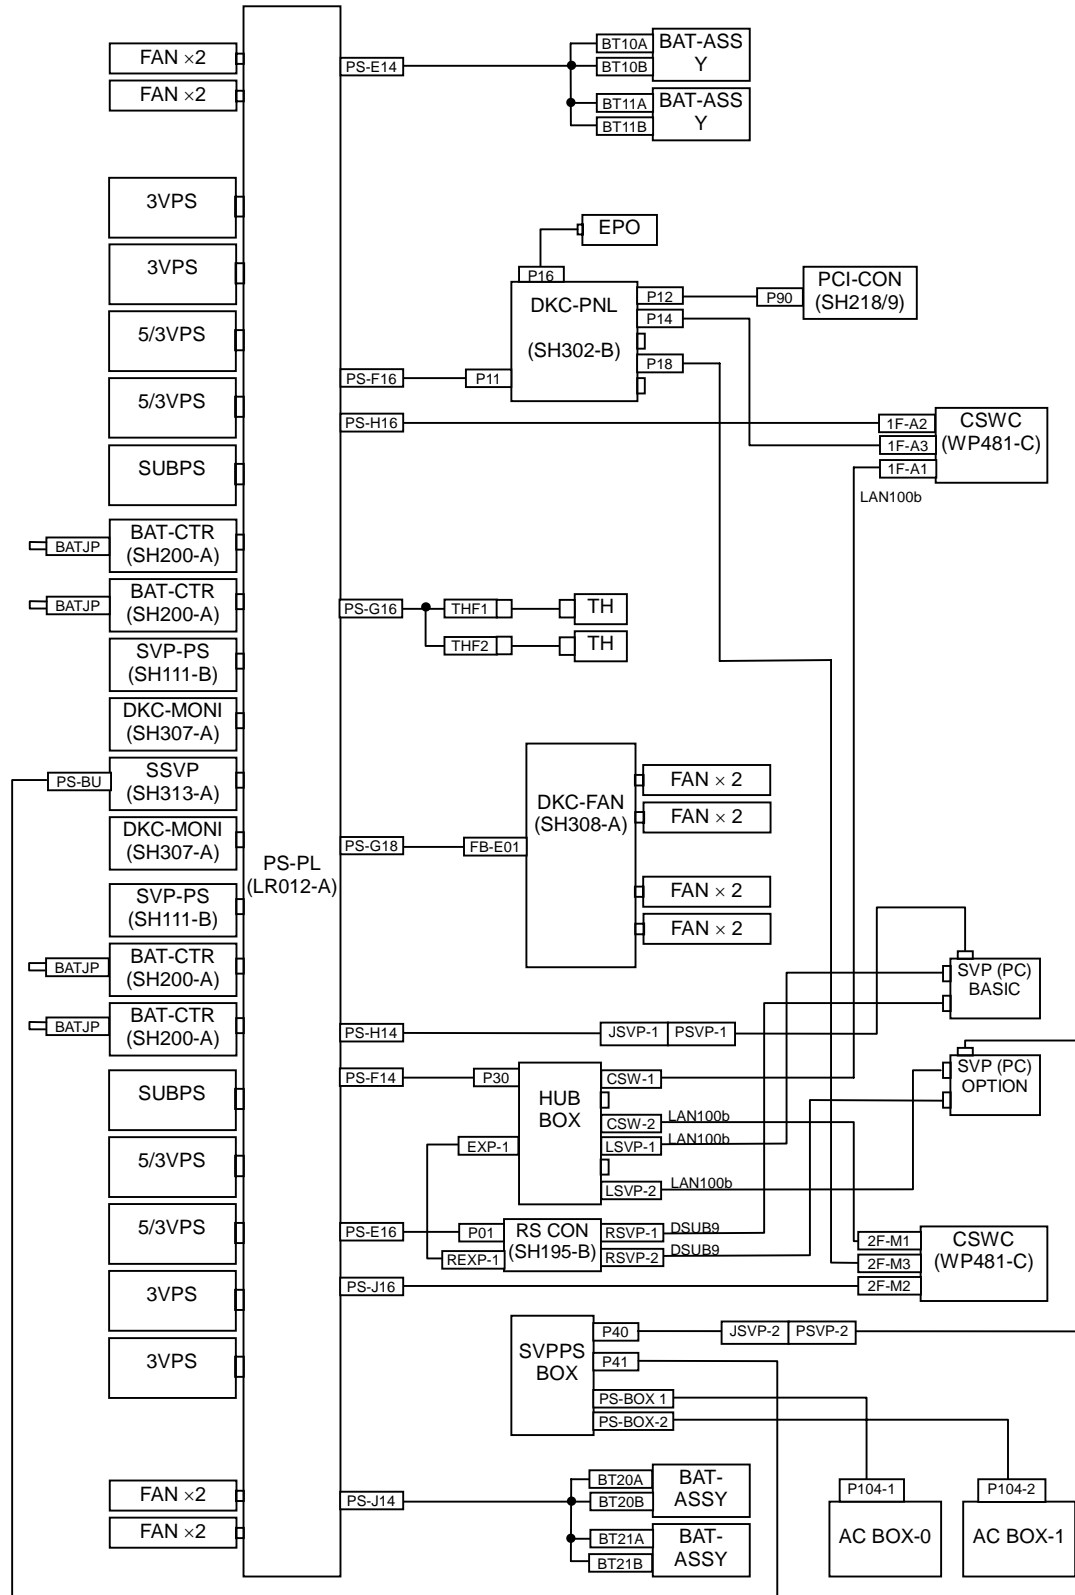 FAN ×2
FAN ×2
3VPS
3VPS
5/3VPS
5/3VPS
SUBPS
BATJP
BAT-CTR
(SH200-A)
BATJP
BAT-CTR
(SH200-A)
SVP-PS
(SH111-B)
DKC-MONI
(SH307-A)
PS-BU
SSVP
(SH313-A)
DKC-MONI
(SH307-A)
SVP-PS
(SH111-B)
BATJP
BAT-CTR
(SH200-A)
BATJP
BAT-CTR
(SH200-A)
SUBPS
5/3VPS
5/3VPS
3VPS
3VPS
FAN ×2
FAN ×2
PS-PL
(LR012-A)
PS-E14
BT10A
BT10B
BAT-ASS
Y
BT11A
BT11B
BAT-ASS
Y
EPO
P16
DKC-PNL
(SH302-B)
P12
P14
P18
P90
PCI-CON
(SH218/9)
PS-F16
P11
PS-H16
1F-A2
1F-A3
1F-A1
CSWC
(WP481-C)
LAN100b
PS-G16
THF1
TH
THF2
TH
PS-G18
FB-E01
DKC-FAN
(SH308-A)
FAN × 2
FAN × 2
FAN × 2
FAN × 2
SVP (PC)
BASIC
PS-H14
JSVP-1
PSVP-1
SVP (PC)
OPTION
PS-F14
P30
HUB
BOX
CSW-1
CSW-2
LAN100b
LSVP-1
LAN100b
LSVP-2
LAN100b
EXP-1
PS-E16
P01
REXP-1
RS CON
(SH195-B)
RSVP-1
DSUB9
RSVP-2
DSUB9
2F-M1
2F-M3
2F-M2
CSWC
(WP481-C)
PS-J16
SVPPS
BOX
P40
P41
PS-BOX 1
PS-BOX-2
JSVP-2
PSVP-2
PS-J14
BT20A
BT20B
BAT-
ASSY
BT21A
BT21B
BAT-
ASSY
P104-1
AC BOX-0
P104-2
AC BOX-1